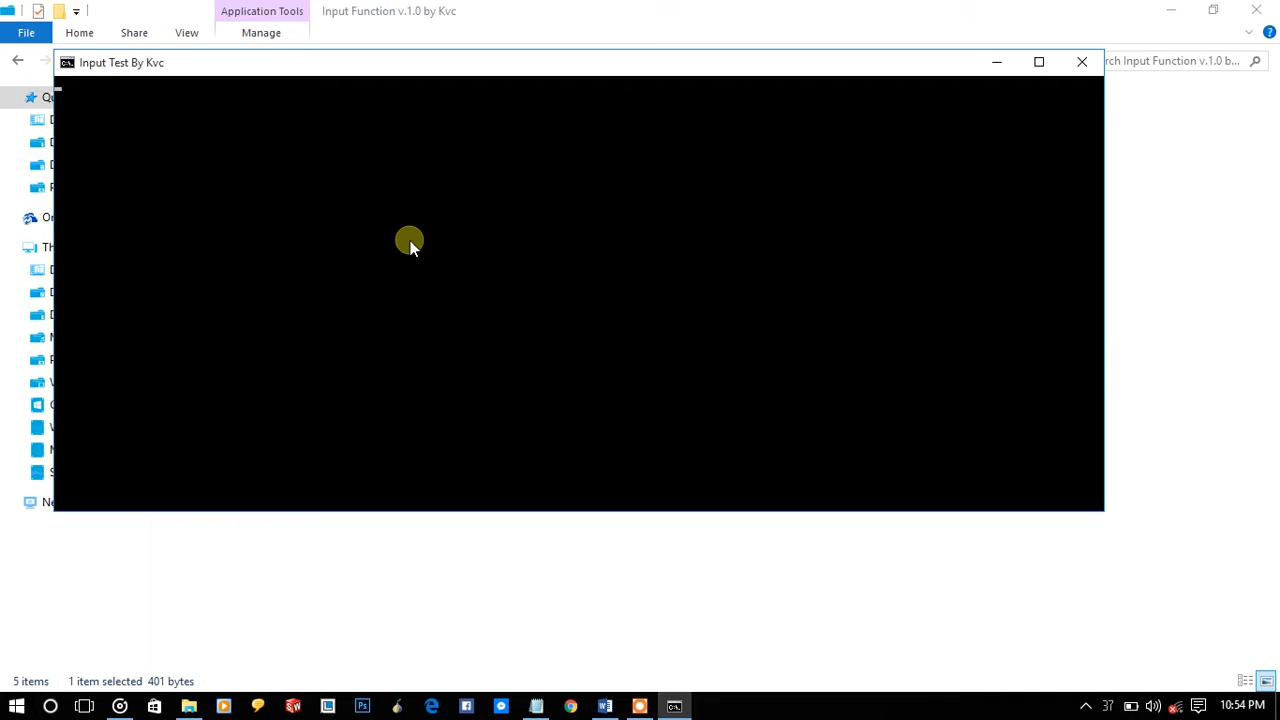 Application Tools
Input Function v.1.0 by Kvc
File
Home
Share
View
Manage
Input Test By Kvc
C:\.
rch Input Function v.1.0 b...
5 items
1 item selected
401 bytes
Ps
37
10:54 PM